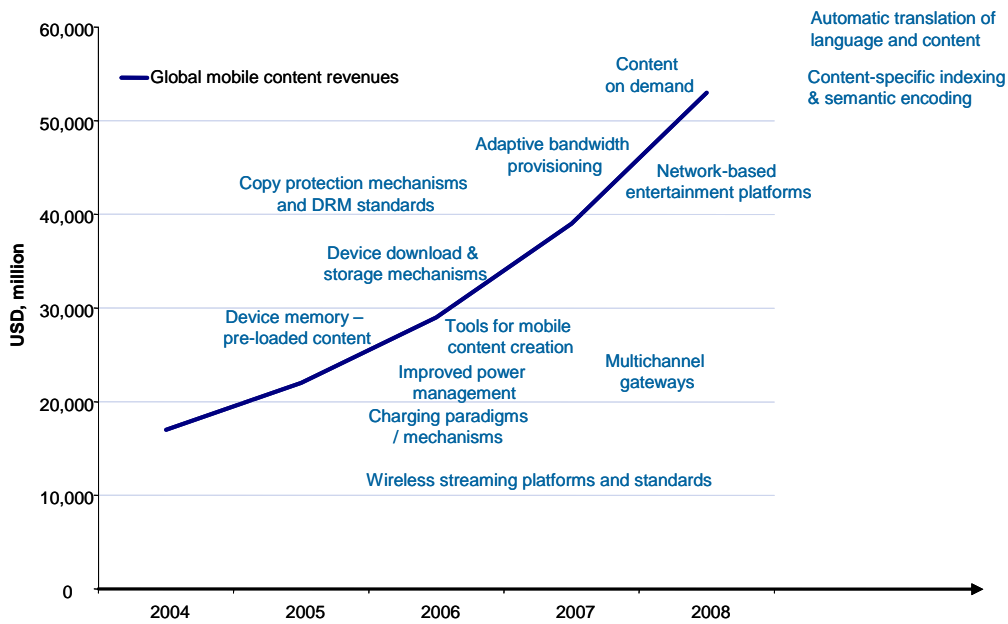 60,000
Automatic translation of
language and content
Content
on demand
Global mobile content revenues
Content-specific indexing
& semantic encoding
50,000
Adaptive bandwidth
provisioning
Network-based
entertainment platforms
Copy protection mechanisms
and DRM standards
40,000
Device download &
storage mechanisms
USD, million
30,000
Device memory –
pre-loaded content
Tools for mobile
content creation
Multichannel
gateways
Improved power
management
20,000
Charging paradigms
/ mechanisms
Wireless streaming platforms and standards
10,000
0
2004
2005
2006
2007
2008